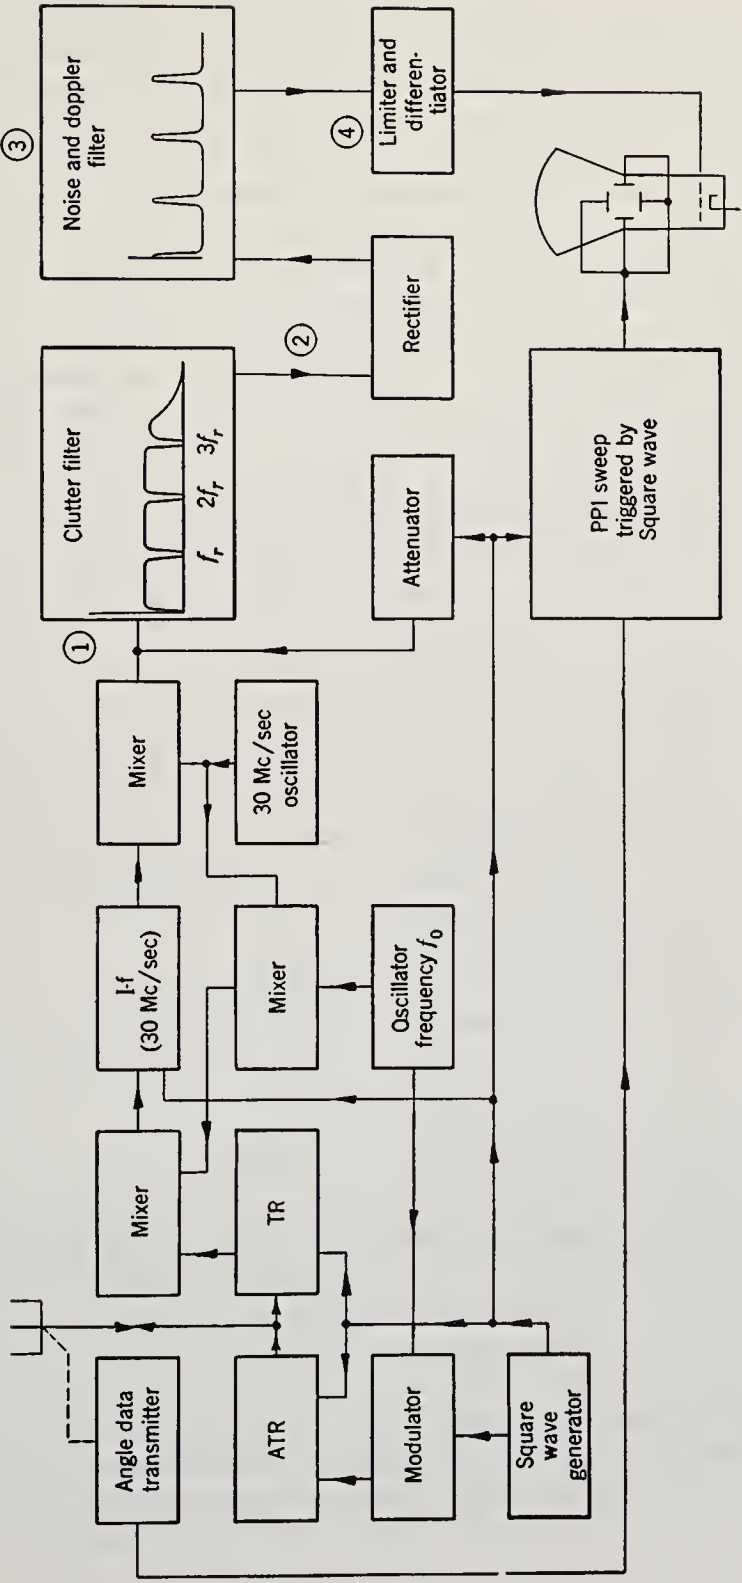 Angle data
transmitter
Mixer
I-f
(30 Mc/sec)
Mixer
①
Clutter filter
f_r
2f_r
3f_r
③
Noise and doppler
filter
ATR
TR
Mixer
30 Mc/sec
oscillator
②
④
Modulator
Oscillator
frequency f_0
Attenuator
Rectifier
Limiter and
differen-
tiator
Square
wave
generator
PPI sweep
triggered by
Square wave